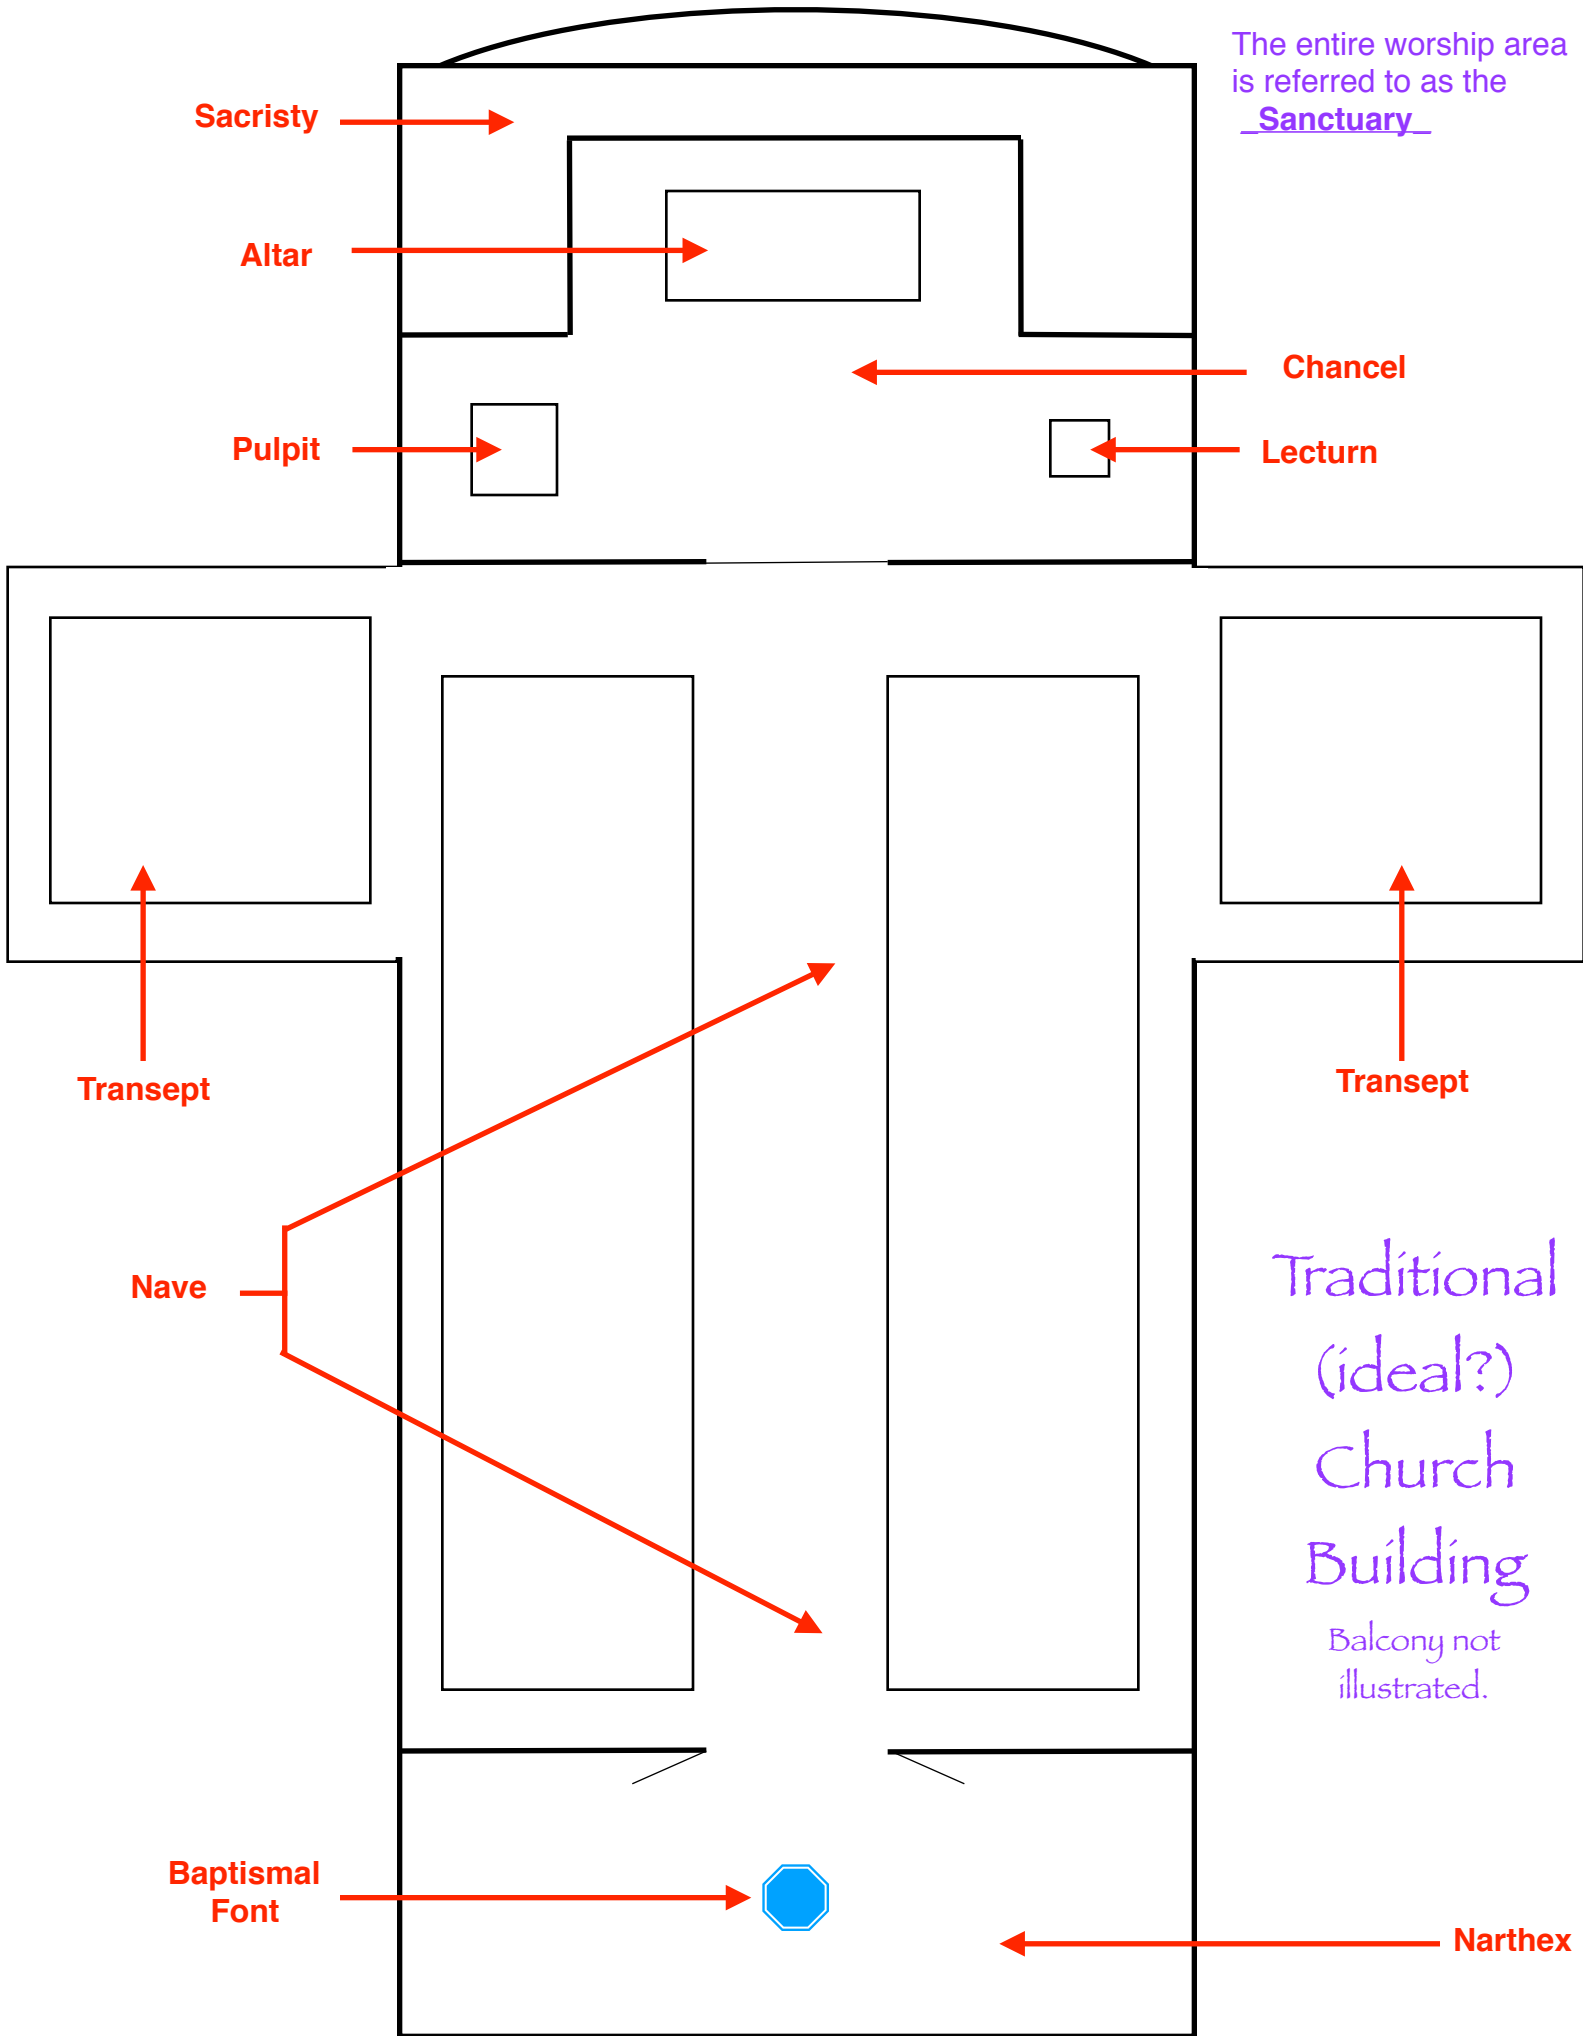 The entire worship area
is referred to as the
_Sanctuary_
Sacristy
Altar
Chancel
Pulpit
Lecturn
Transept
Transept
Nave
Traditional
(ideal?)
Church
Building
Balcony not
illustrated.
Baptismal
Font
Narthex